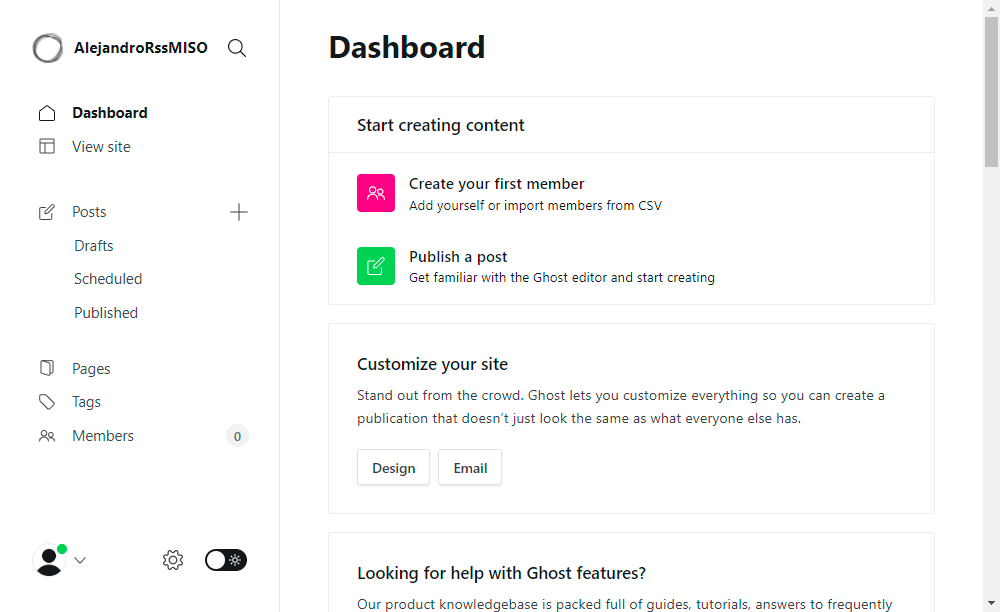 AlejandroRssMISO
Dashboard
View site
Posts
Drafts
Scheduled
Published
Pages
Tags
Members
0
Dashboard
Start creating content
Create your first member
Add yourself or import members from CSV
Publish a post
Get familiar with the Ghost editor and start creating
Customize your site
Stand out from the crowd. Ghost lets you customize everything so you can create a
publication that doesn’t just look the same as what everyone else has.
Design
Email
Looking for help with Ghost features?
Our product knowledgebase is packed full of guides, tutorials, answers to frequently